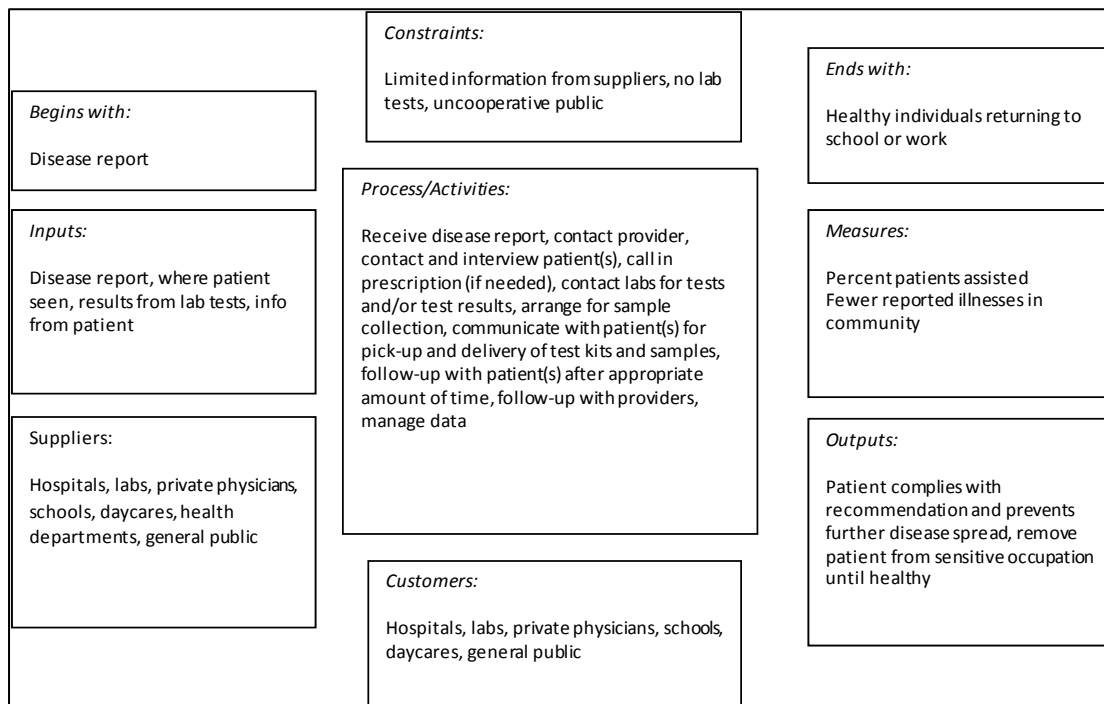 Begins with:
Disease report
Inputs:
Disease report, where patient
seen, results from lab tests, info
from patient
Suppliers:
Hospitals, labs, private physicians,
schools, daycares, health
departments, general public
Constraints:
Limited information from suppliers, no lab
tests, uncooperative public
Process/Activities:
Receive disease report, contact provider,
contact and interview patient(s), call in
prescription (if needed), contact labs for tests
and/or test results, arrange for sample
collection, communicate with patient(s) for
pick-up and delivery of test kits and samples,
follow-up with patient(s) after appropriate
amount of time, follow-up with providers,
manage data
Customers:
Hospitals, labs, private physicians, schools,
daycares, general public
Ends with:
Healthy individuals returning to
school or work
Measures:
Percent patients assisted
Fewer reported illnesses in
community
Outputs:
Patient complies with
recommendation and prevents
further disease spread, remove
patient from sensitive occupation
until healthy